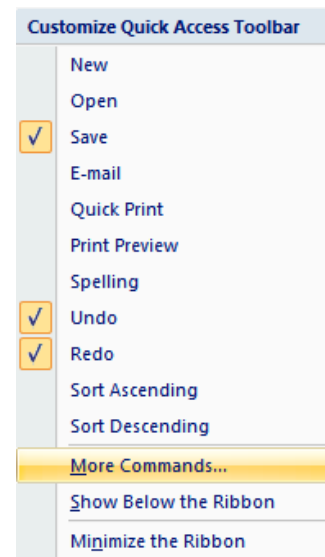 Customize Quick Access Toolbar
New
Open
Save
E-mail
Quick Print
Print Preview
Spelling
Undo
Redo
Sort Ascending
Sort Descending
More Commands...
Show Below the Ribbon
Minimize the Ribbon